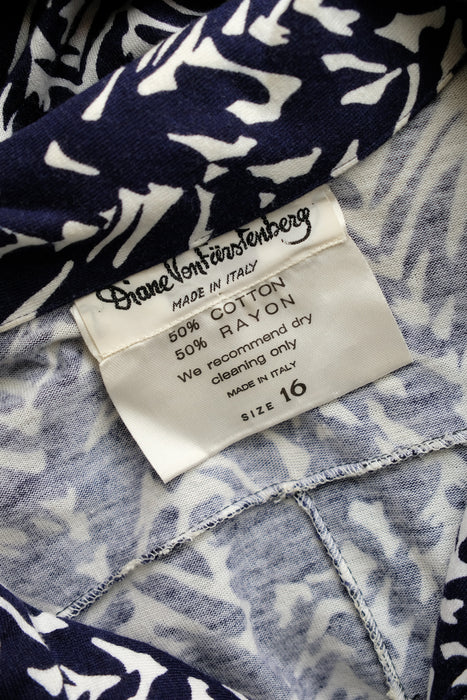 Diane Von Fürstenberg
MADE IN ITALY
50% COTTON
50% RAYON
We recommend dry
cleaning only
MADE IN ITALY
SIZE 16